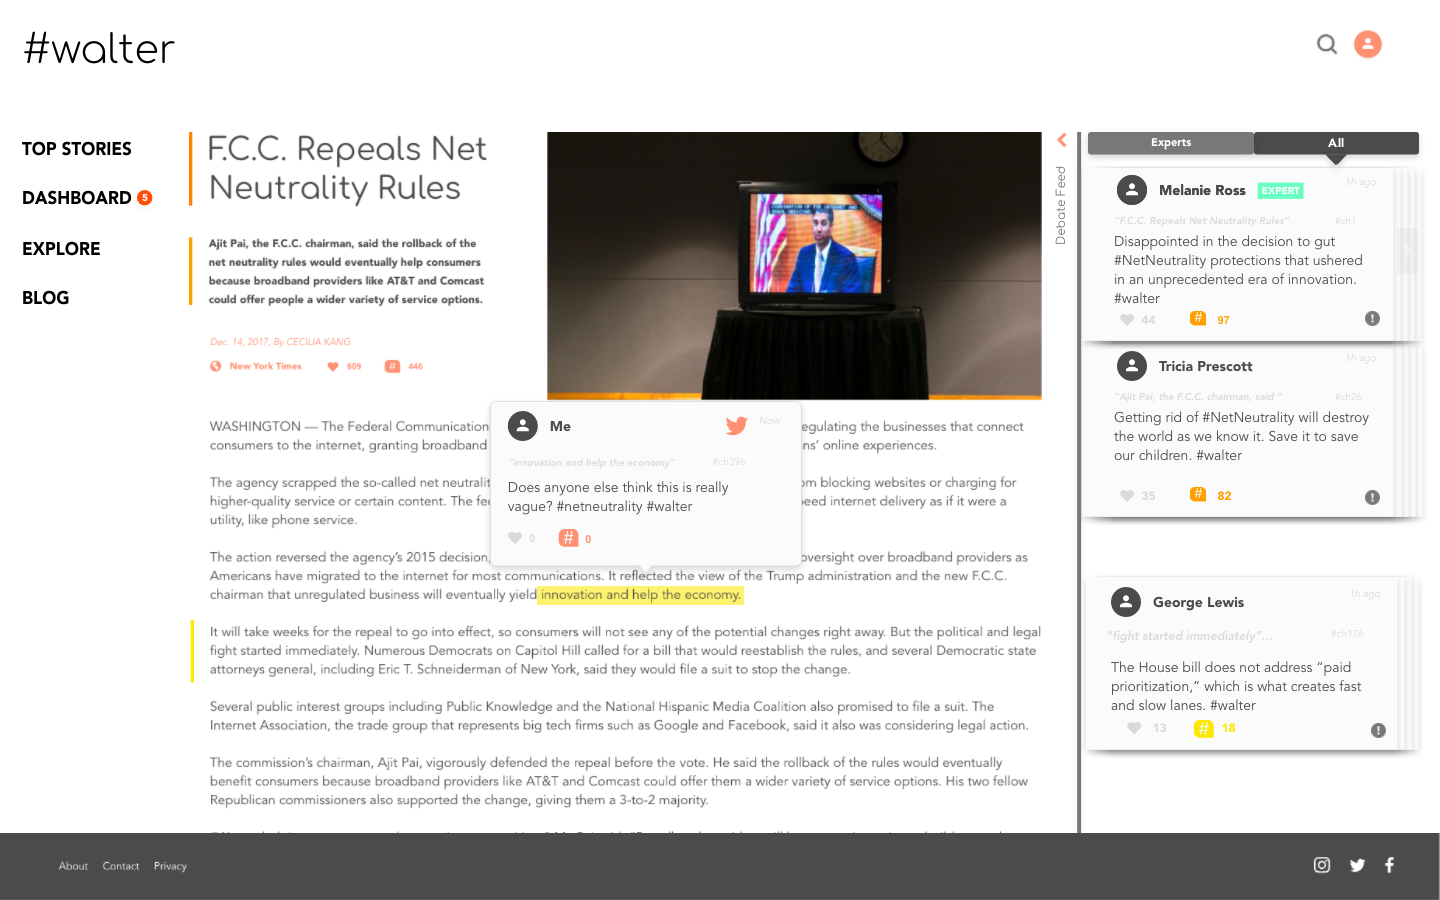 #walter
TOP STORIES
DASHBOARD 5
EXPLORE
BLOG
F.C.C. Repeals Net
Neutrality Rules
Ajit Pai, the F.C.C. chairman, said the rollback of the
net neutrality rules would eventually help consumers
because broadband providers like AT&T and Comcast
could offer people a wider variety of service options.
Dec. 14, 2017, By CECILIA KANG
New York Times 609 # 446
WASHINGTON — The Federal Communication
egulating the businesses that connect
consumers to the internet, granting broadband
ns' online experiences.
The agency scrapped the so-called net neutralit
om blocking websites or charging for
higher-quality service or certain content. The fed
peed internet delivery as if it were a
utility, like phone service.
The action reversed the agency's 2015 decision,
oversight over broadband providers as
Americans have migrated to the internet for most communications. It reflected the view of the Trump administration and the new F.C.C.
chairman that unregulated business will eventually yield innovation and help the economy.
It will take weeks for the repeal to go into effect, so consumers will not see any of the potential changes right away. But the political and legal
fight started immediately. Numerous Democrats on Capitol Hill called for a bill that would reestablish the rules, and several Democratic state
attorneys general, including Eric T. Schneiderman of New York, said they would file a suit to stop the change.
Several public interest groups including Public Knowledge and the National Hispanic Media Coalition also promised to file a suit. The
Internet Association, the trade group that represents big tech firms such as Google and Facebook, said it also was considering legal action.
The commission's chairman, Ajit Pai, vigorously defended the repeal before the vote. He said the rollback of the rules would eventually
benefit consumers because broadband providers like AT&T and Comcast could offer them a wider variety of service options. His two fellow
Republican commissioners also supported the change, giving them a 3-to-2 majority.
Me
Now
"innovation and help the economy" #ch396
Does anyone else think this is really
vague? #netneutrality #walter
0 # 0
Debate Feed
Experts
All
Melanie Ross EXPERT
1h ago
"F.C.C. Repeals Net Neutrality Rules" #ch1
Disappointed in the decision to gut
#NetNeutrality protections that ushered
in an unprecedented era of innovation.
#walter
44 # 97 !
Tricia Prescott
1h ago
"Ajit Pai, the F.C.C. chairman, said " #ch26
Getting rid of #NetNeutrality will destroy
the world as we know it. Save it to save
our children. #walter
35 # 82 !
George Lewis
1h ago
"fight started immediately"... #ch176
The House bill does not address "paid
prioritization," which is what creates fast
and slow lanes. #walter
13 # 18 !
About Contact Privacy